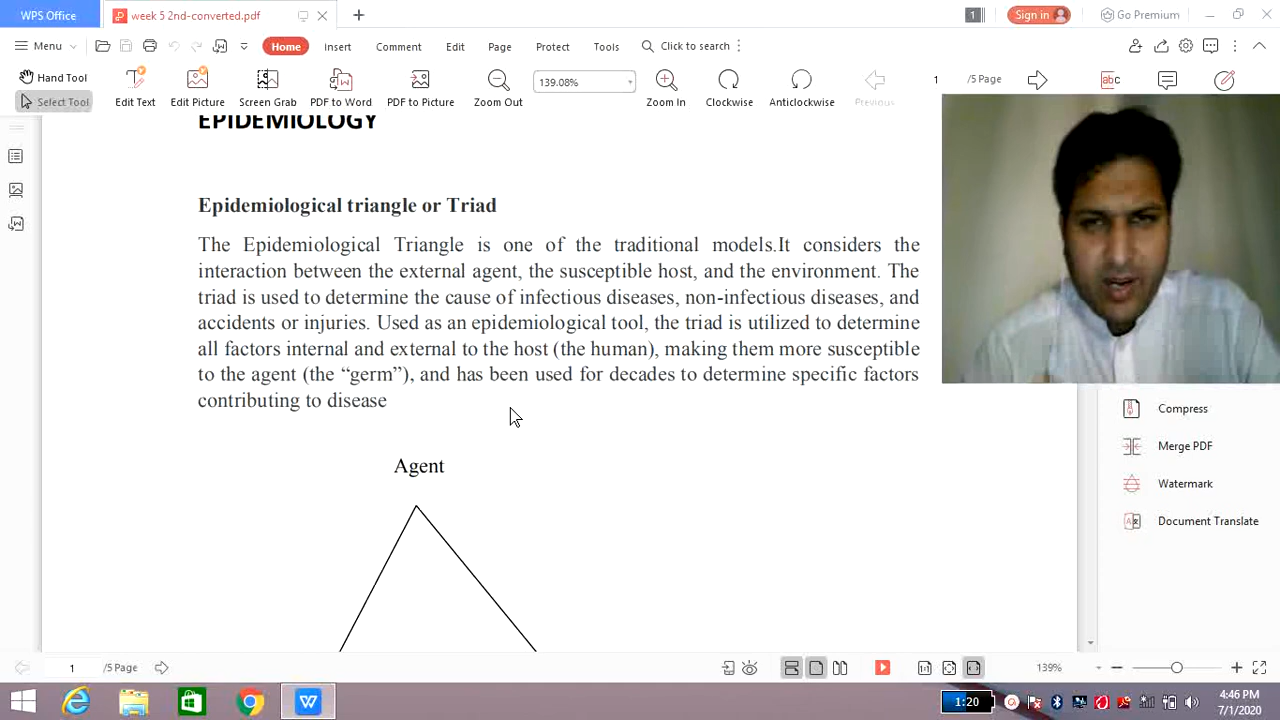 WPS Office
week 5 2nd-converted.pdf
1
Sign in
Go Premium
Menu
Home
Insert
Comment
Edit
Page
Protect
Tools
Click to search
Hand Tool
Select Tool
Edit Text
Edit Picture
Screen Grab
PDF to Word
PDF to Picture
Zoom Out
139.08%
Zoom In
Clockwise
Anticlockwise
Previous
1
/5 Page
abc
EPIDEMIOLOGY
Epidemiological triangle or Triad
The Epidemiological Triangle is one of the traditional models.It considers the
interaction between the external agent, the susceptible host, and the environment. The
triad is used to determine the cause of infectious diseases, non-infectious diseases, and
accidents or injuries. Used as an epidemiological tool, the triad is utilized to determine
all factors internal and external to the host (the human), making them more susceptible
to the agent (the “germ”), and has been used for decades to determine specific factors
contributing to disease
Agent
Compress
Merge PDF
Watermark
Document Translate
1
/5 Page
139%
1:20
4:46 PM
7/1/2020